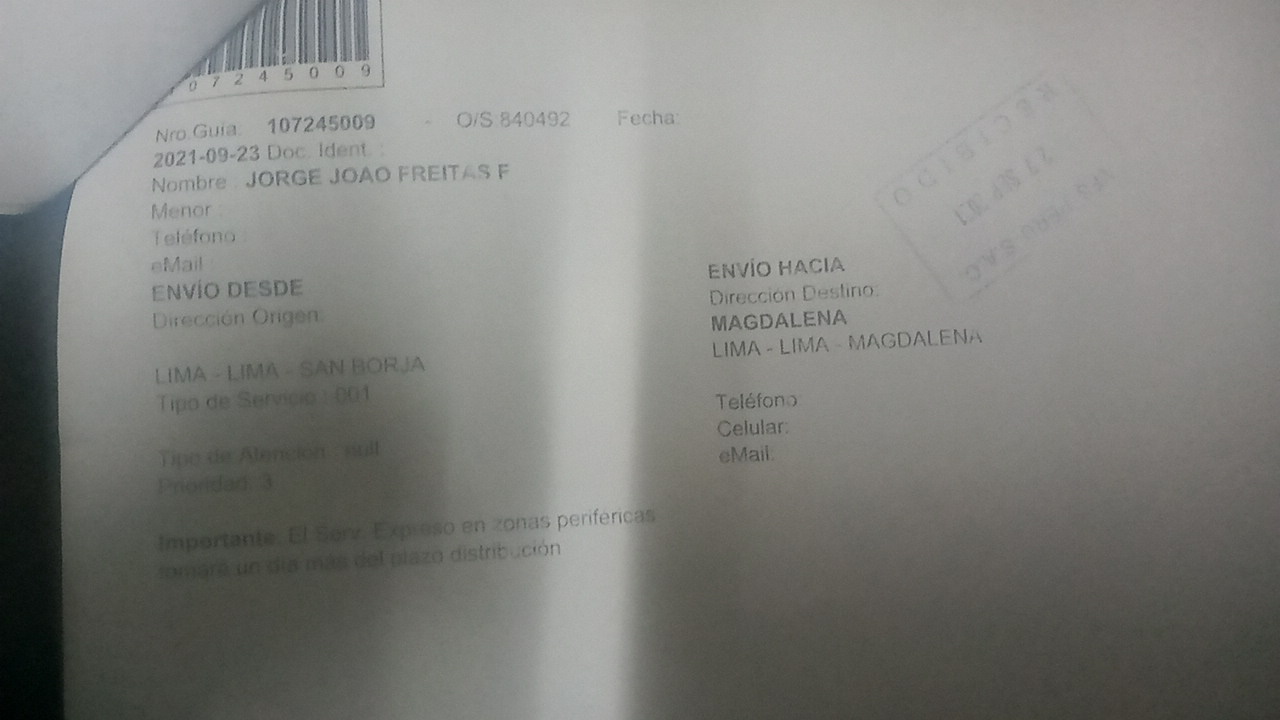 07245009
Nro.Guia: 107245009 - O/S 840492 Fecha:
2021-09-23 Doc. Ident. :
Nombre : JORGE JOAO FREITAS F
Menor :
Teléfono :
eMail :
ENVÍO DESDE
Dirección Origen:
LIMA - LIMA - SAN BORJA
Tipo de Servicio : 001
Tipo de Atención : null
Prioridad: 3
Importante: El Serv. Expreso en zonas periféricas
tomará un día más del plazo distribución
ENVÍO HACIA
Dirección Destino:
MAGDALENA
LIMA - LIMA - MAGDALENA
Teléfono
Celular:
eMail:
RECIBIDO
PERU S.A.C.